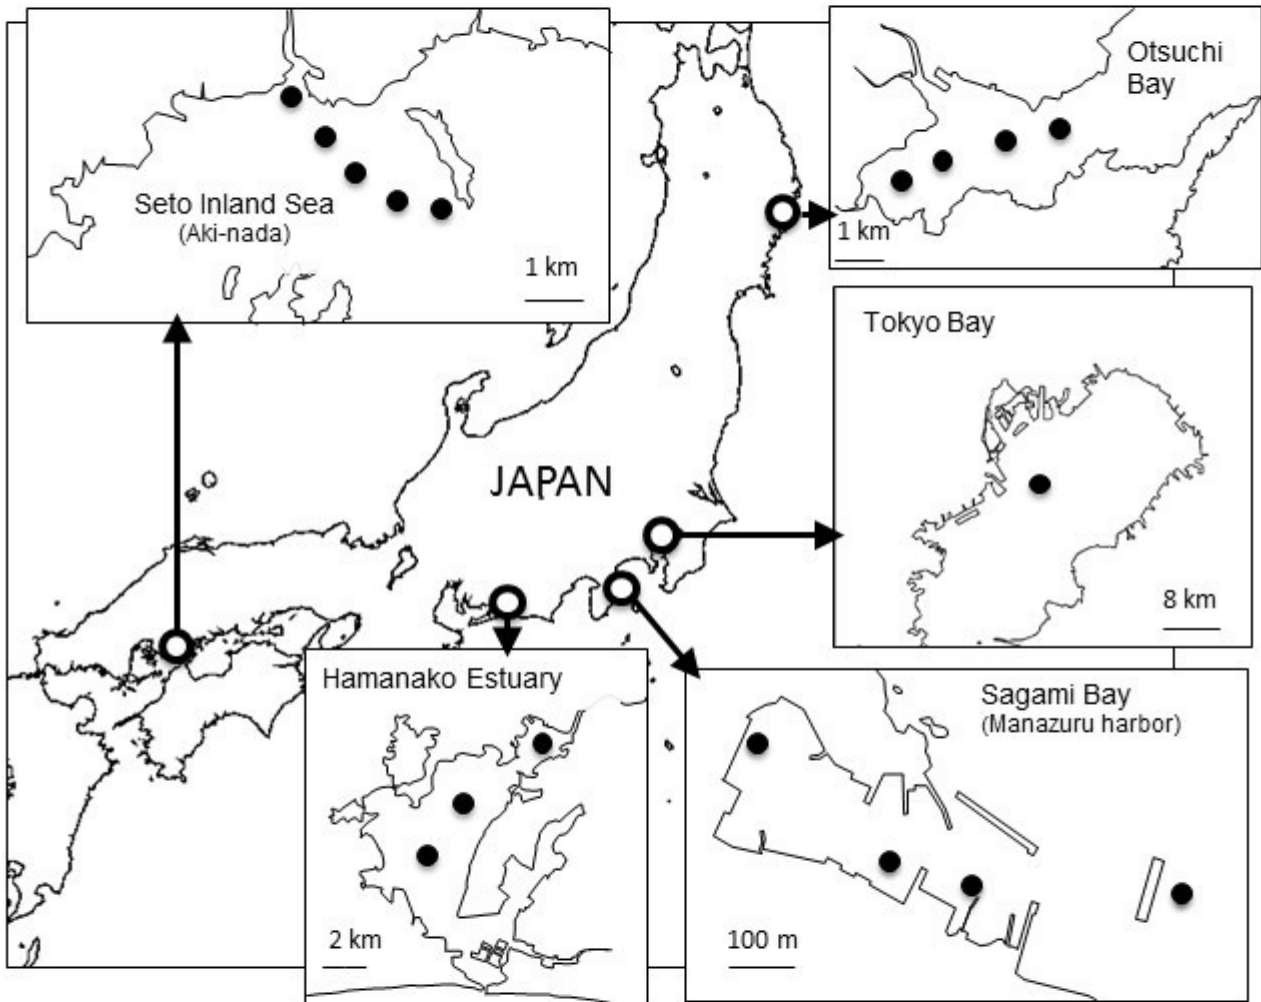 Seto Inland Sea
(Aki-nada)
1 km
Otsuchi
Bay
1 km
Tokyo Bay
8 km
JAPAN
Hamanako Estuary
2 km
Sagami Bay
(Manazuru harbor)
100 m